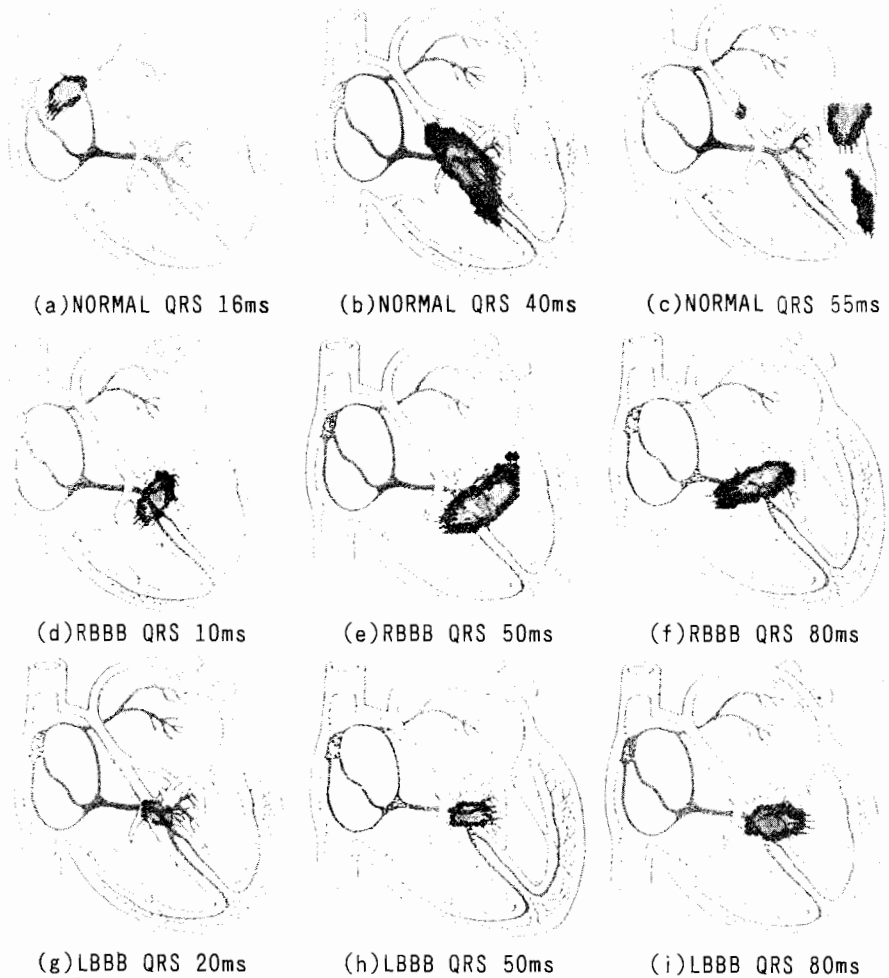 (a)NORMAL QRS 16ms
(b)NORMAL QRS 40ms
(c)NORMAL QRS 55ms
(d)RBBB QRS 10ms
(e)RBBB QRS 50ms
(f)RBBB QRS 80ms
(g)LBBB QRS 20ms
(h)LBBB QRS 50ms
(i)LBBB QRS 80ms